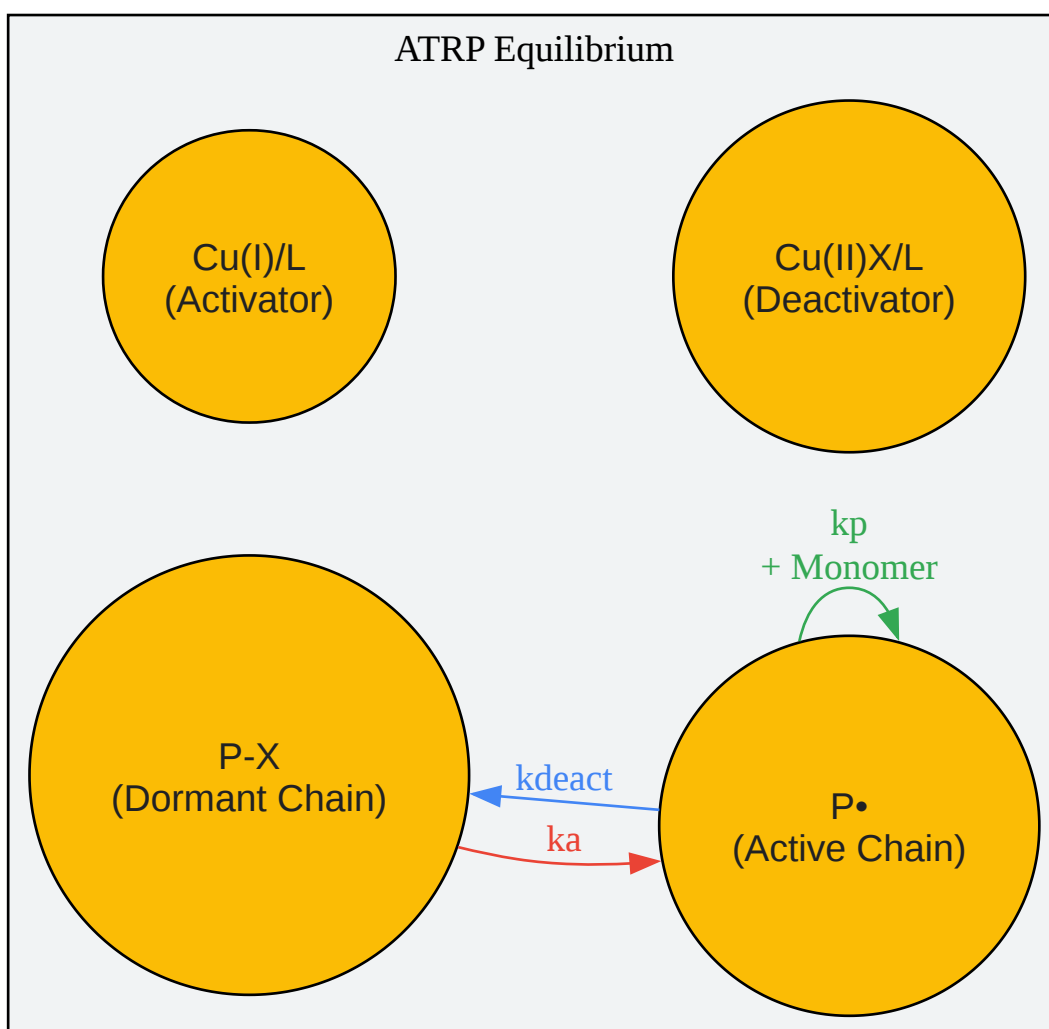 ATRP Equilibrium
Cu(I)/L
(Activator)
Cu(II)X/L
(Deactivator)
kp
+ Monomer
P-X
(Dormant Chain)
kdeact
ka
P•
(Active Chain)